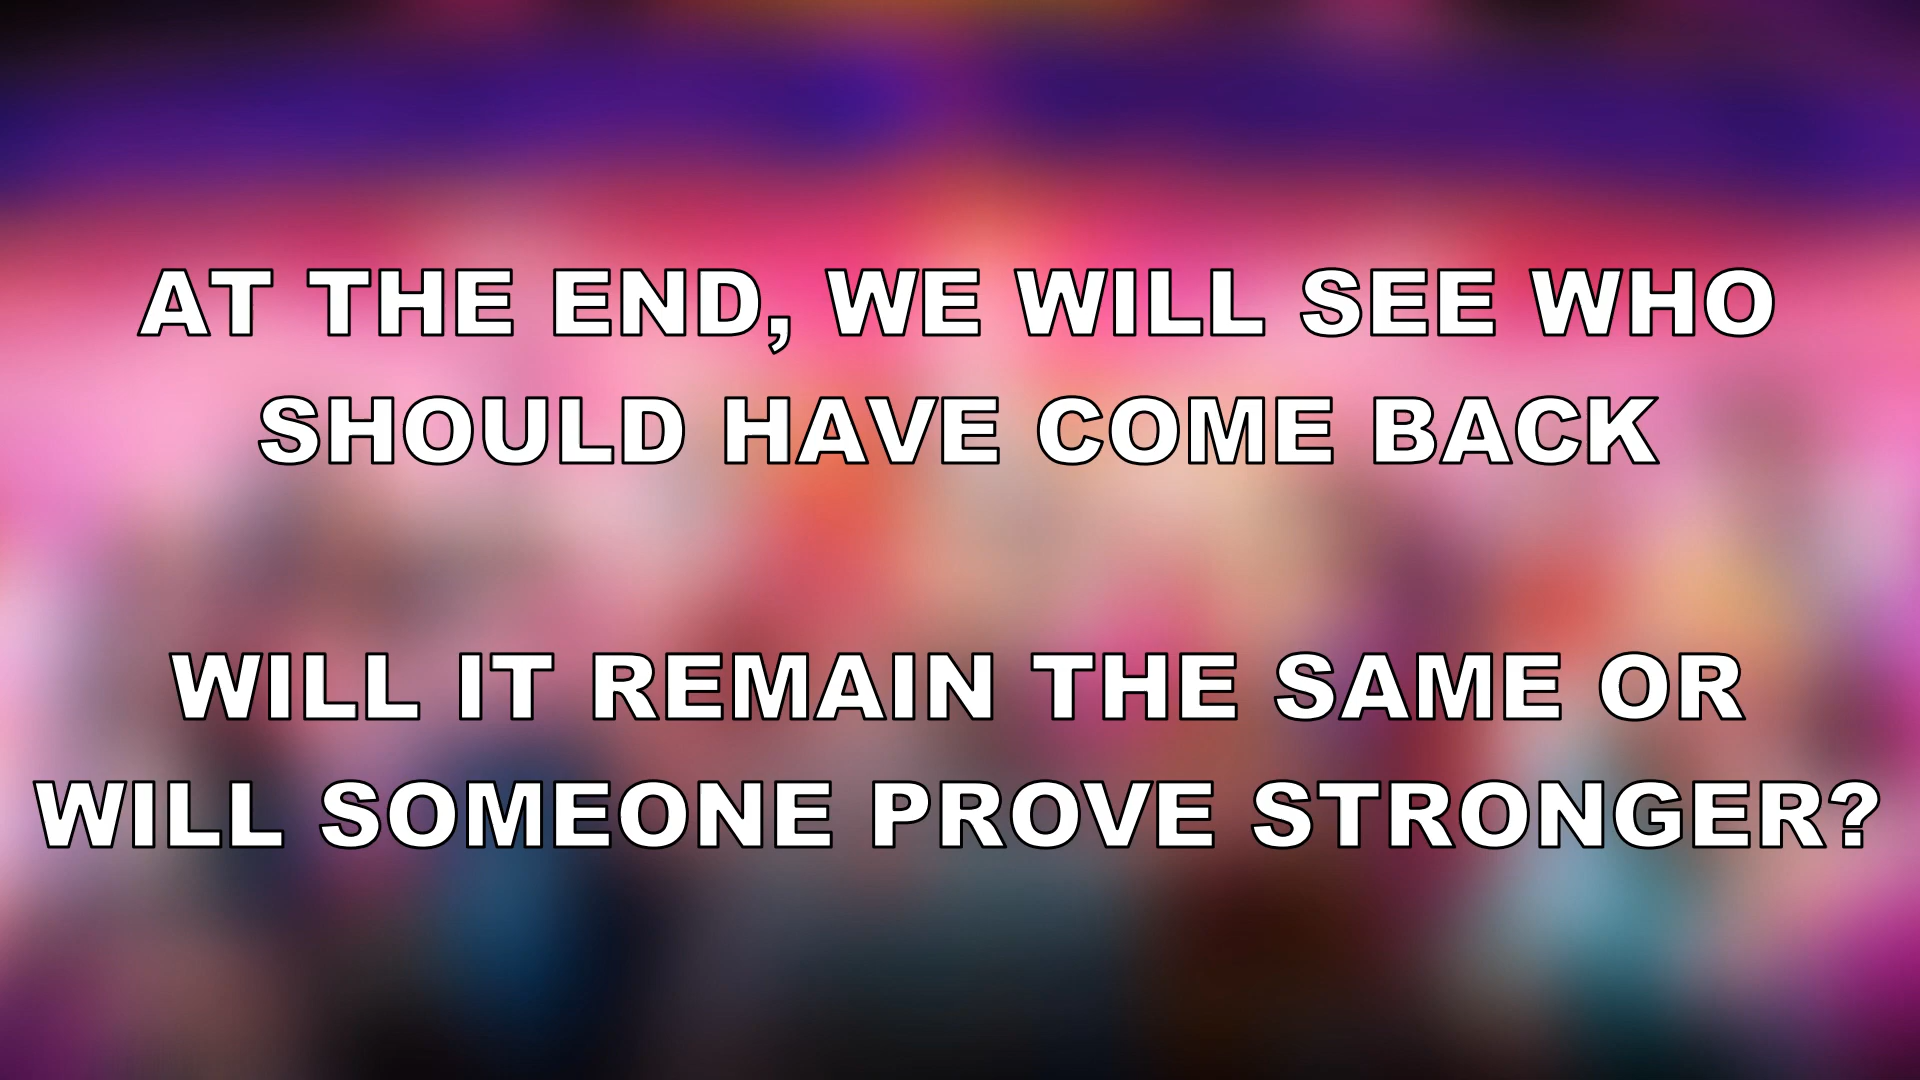 AT THE END, WE WILL SEE WHO
SHOULD HAVE COME BACK
WILL IT REMAIN THE SAME OR
WILL SOMEONE PROVE STRONGER?